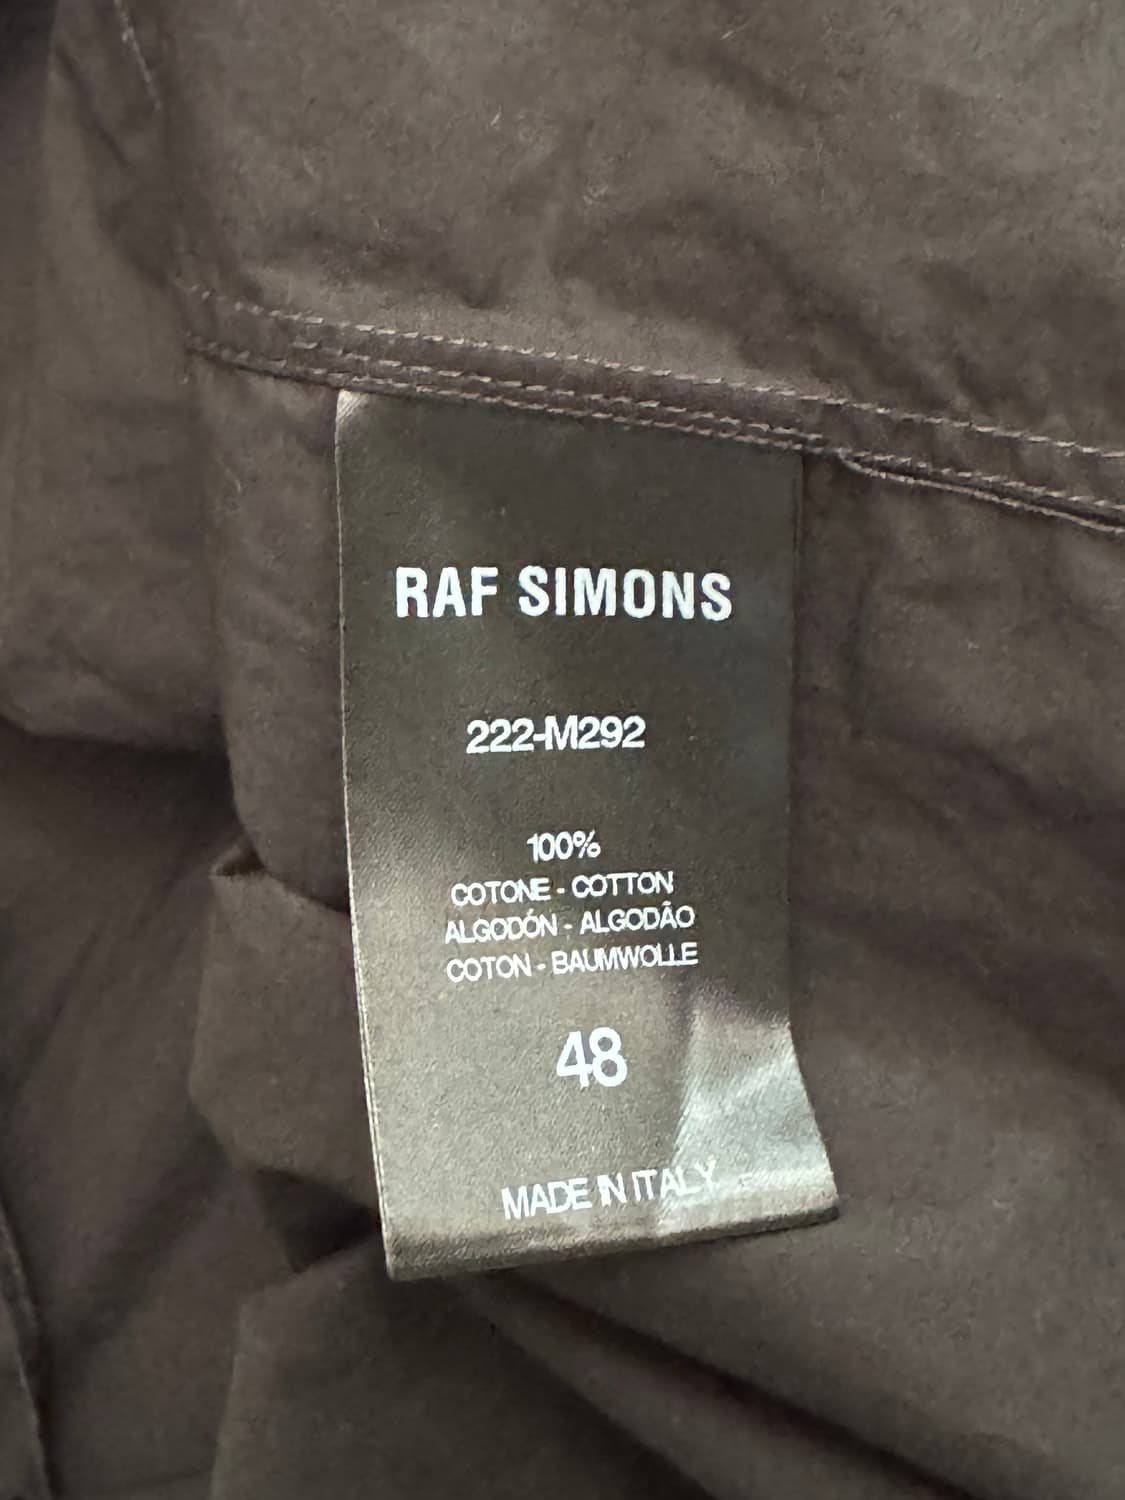 RAF SIMONS
222-M292
100%
COTONE - COTTON
ALGODÓN - ALGODÃO
COTON - BAUMWOLLE
48
MADE IN ITALY